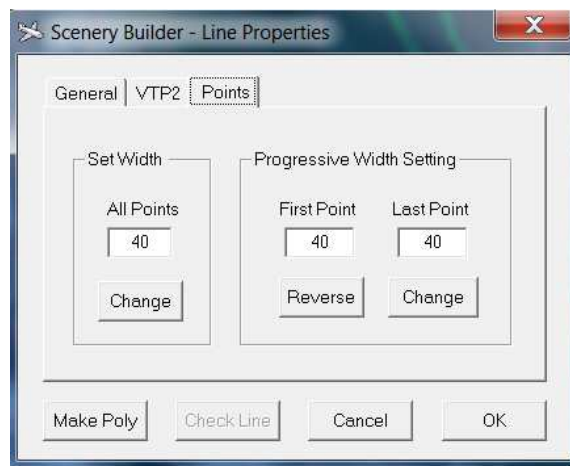 Scenery Builder - Line Properties
X
General VTP2 Points
Set Width
All Points
40
Change
Progressive Width Setting
First Point Last Point
40 40
Reverse Change
Make Poly Check Line Cancel OK